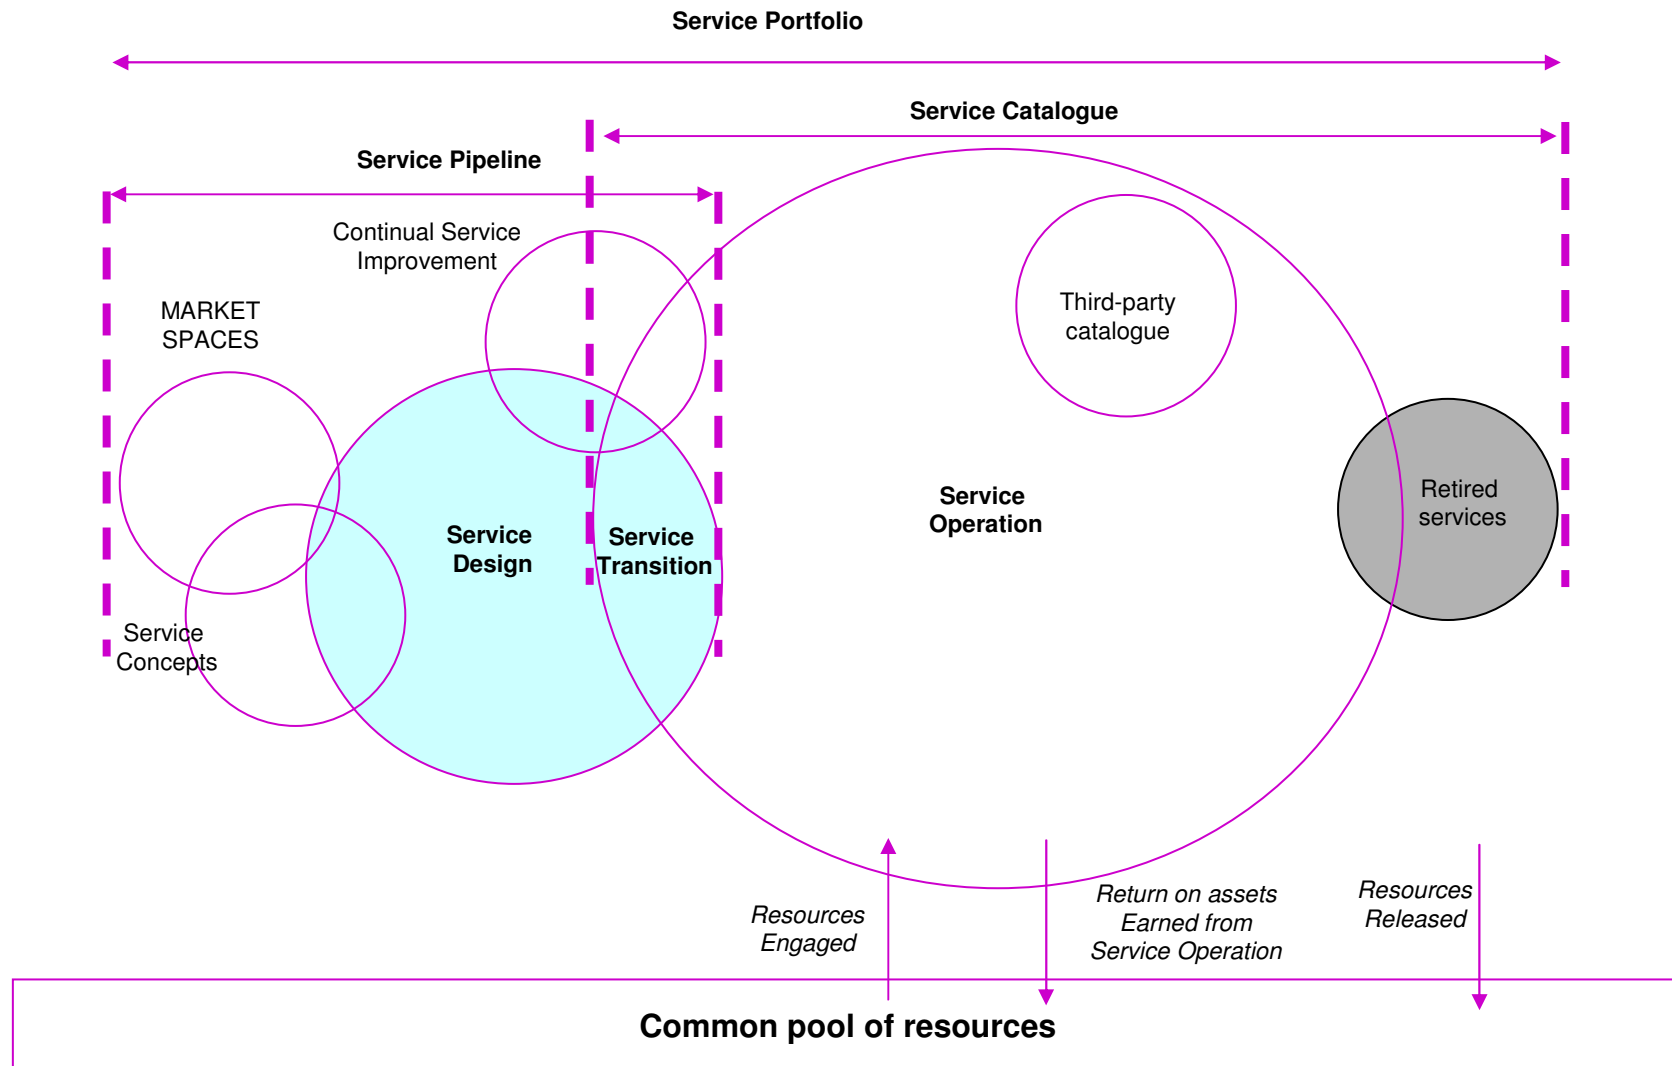 Service Portfolio
Service Catalogue
Service Pipeline
Continual Service
Improvement
MARKET
SPACES
Third-party
catalogue
Service
Operation
Retired
services
Service
Design
Service
Transition
Service
Concepts
Resources
Engaged
Return on assets
Earned from
Service Operation
Resources
Released
Common pool of resources